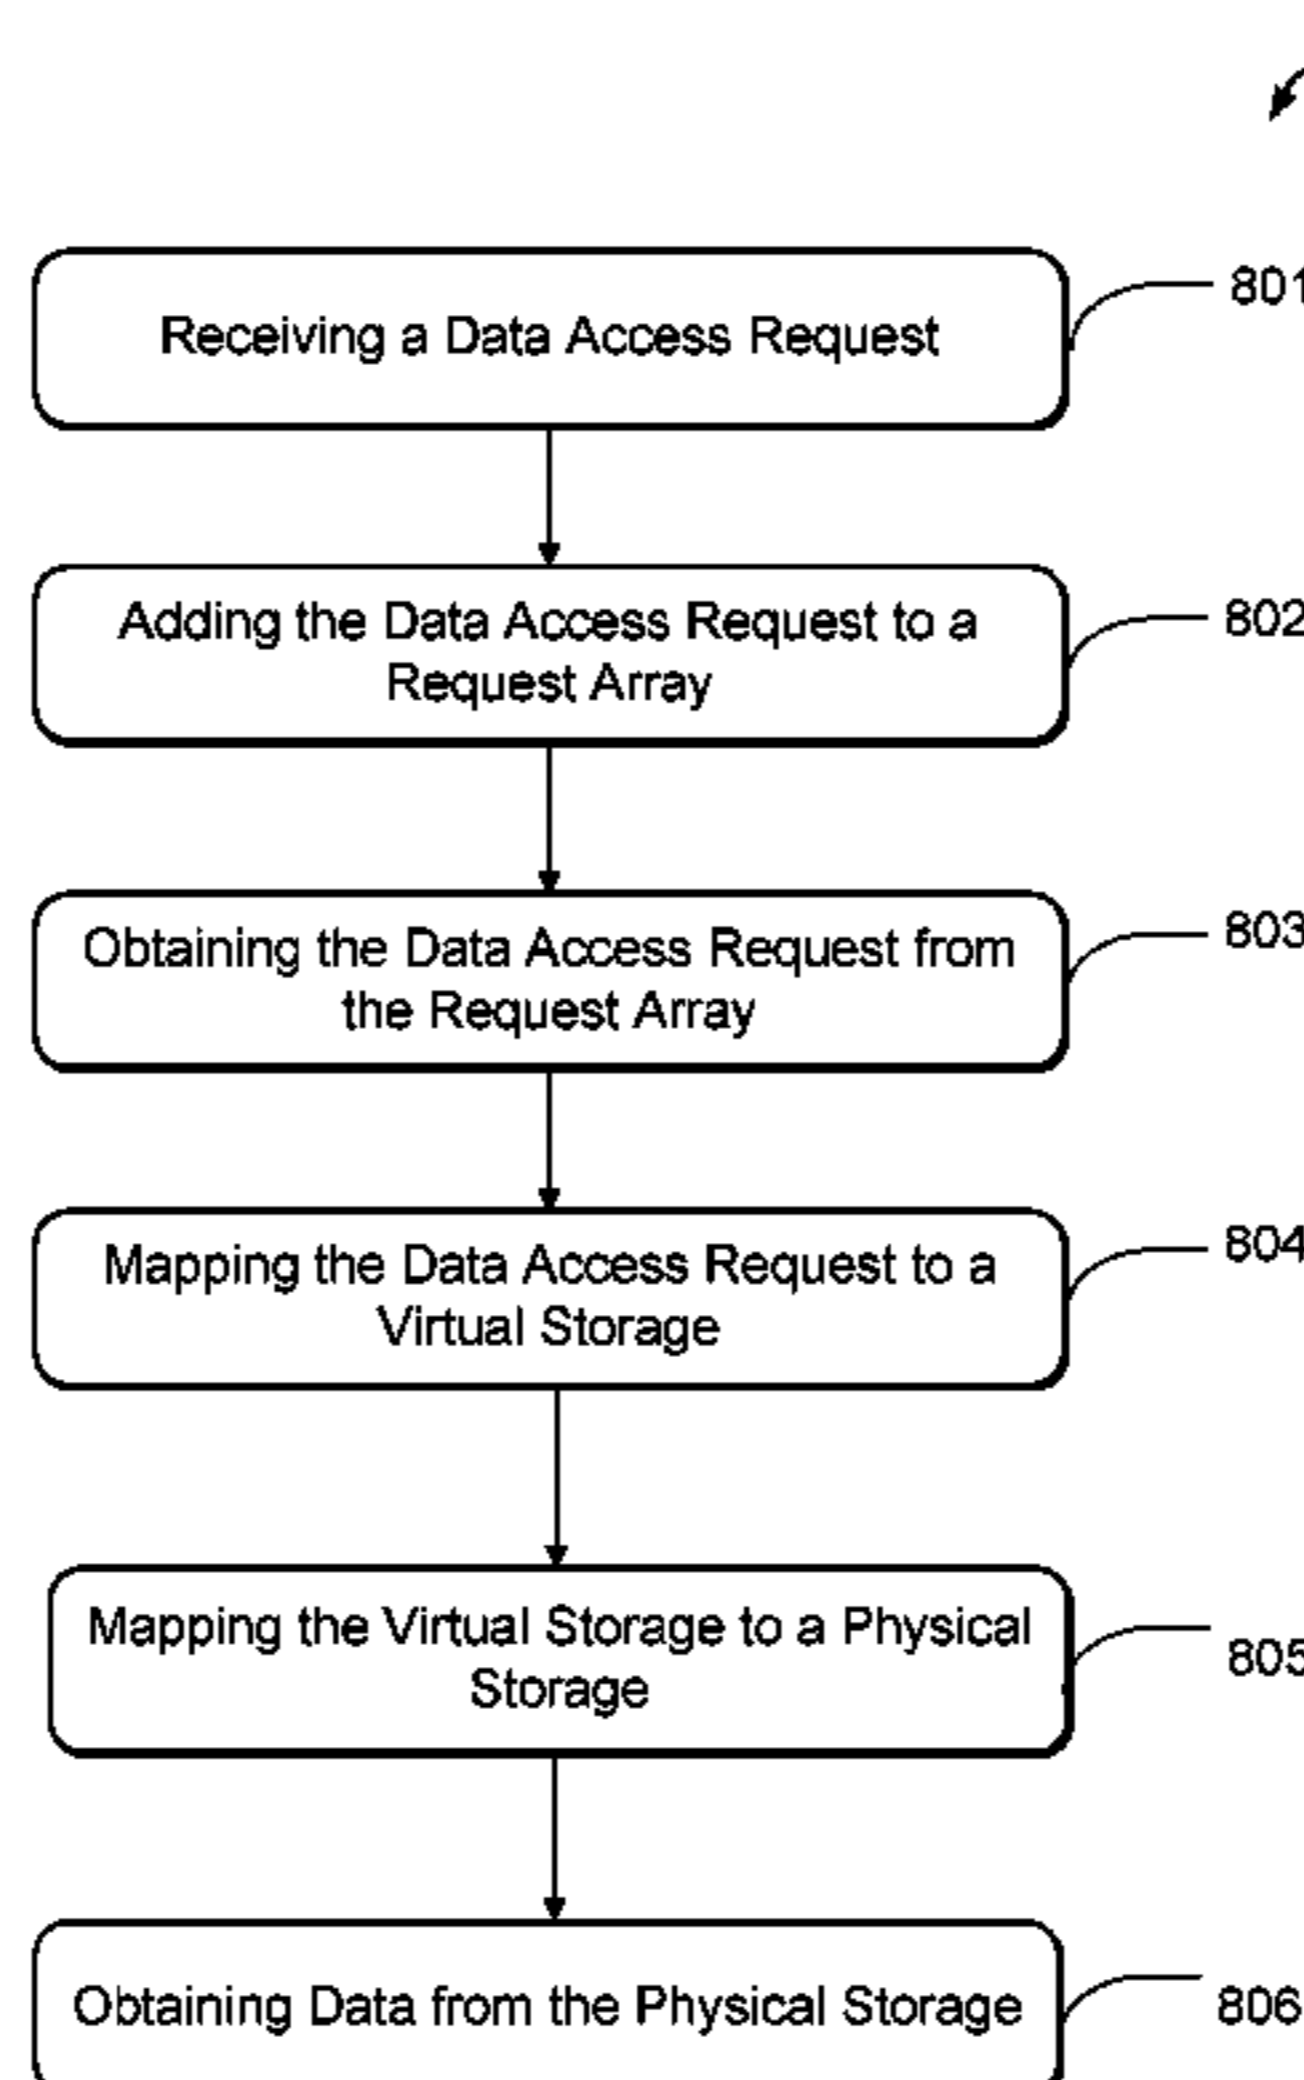 Receiving a Data Access Request
801
Adding the Data Access Request to a
Request Array
802
Obtaining the Data Access Request from
the Request Array
803
Mapping the Data Access Request to a
Virtual Storage
804
Mapping the Virtual Storage to a Physical
Storage
805
Obtaining Data from the Physical Storage
806